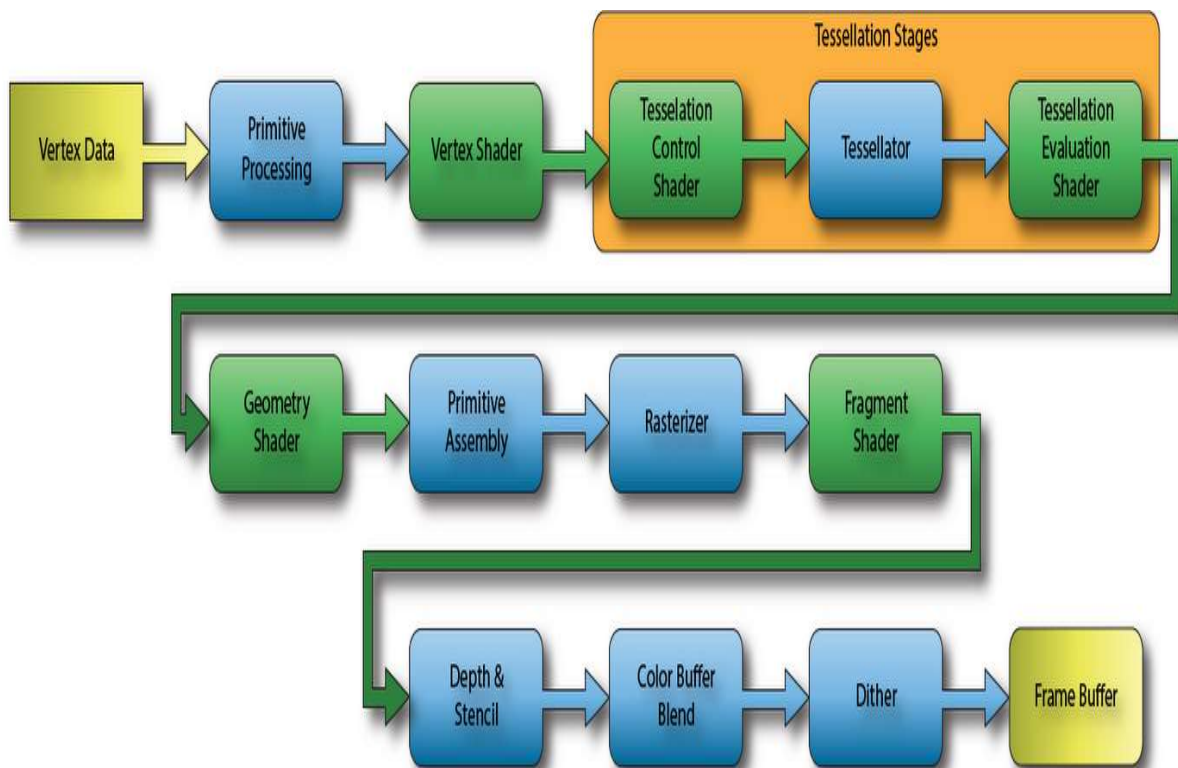 Tessellation Stages
Vertex Data
Primitive
Processing
Vertex Shader
Tesselation
Control
Shader
Tessellator
Tessellation
Evaluation
Shader
Geometry
Shader
Primitive
Assembly
Rasterizer
Fragment
Shader
Depth &
Stencil
Color Buffer
Blend
Dither
Frame Buffer